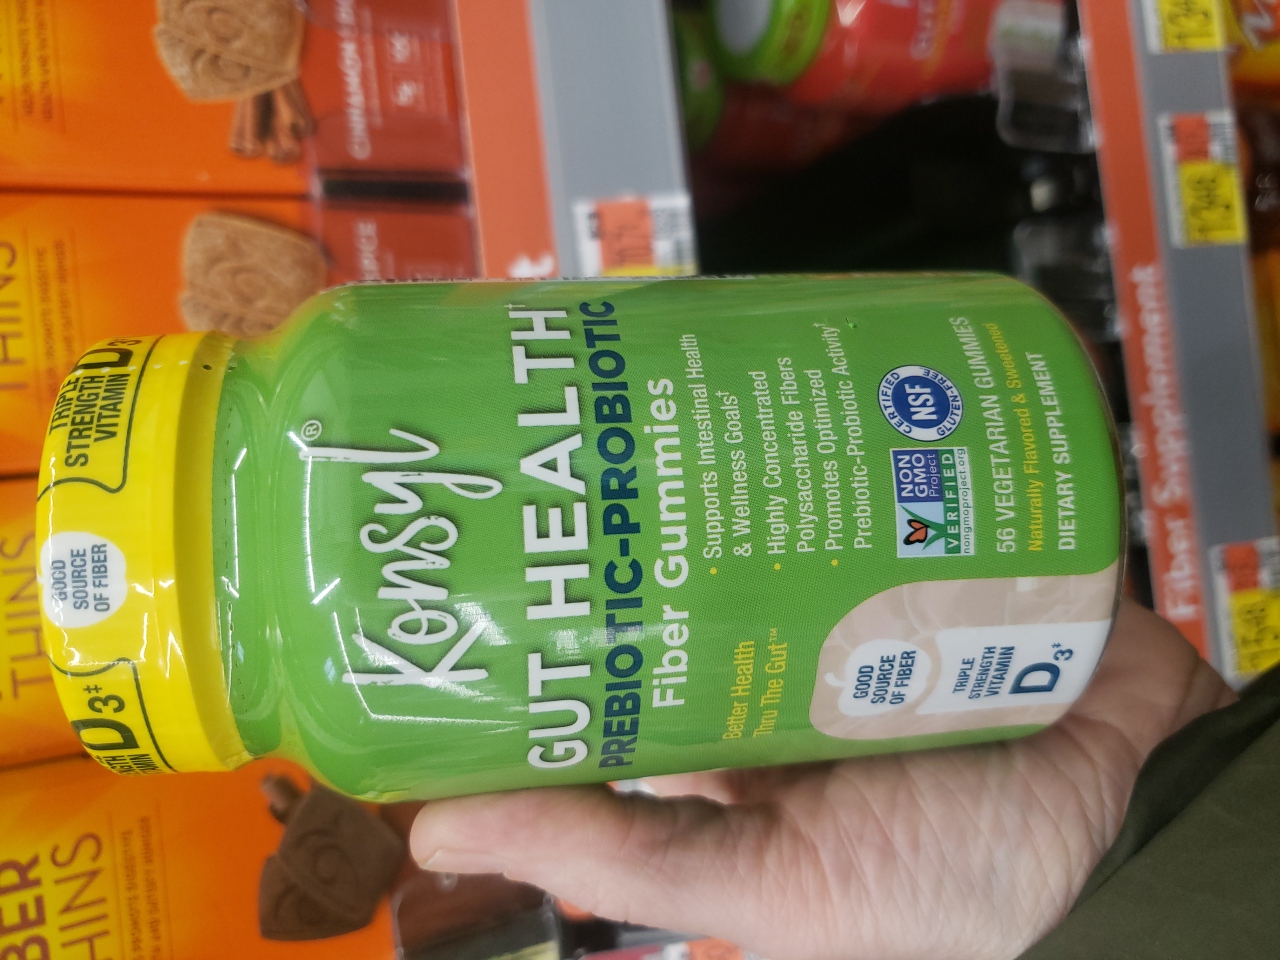 TRIPLE
STRENGTH
VITAMIN
D3‡
GOOD
SOURCE
OF FIBER
D3‡
Konsyl®
GUT HEALTH†
PREBIOTIC-PROBIOTIC
Fiber Gummies
Better Health
Thru The Gut™
• Supports Intestinal Health
& Wellness Goals†
• Highly Concentrated
Polysaccharide Fibers
• Promotes Optimized
Prebiotic-Probiotic Activity†
GOOD
SOURCE
OF FIBER
TRIPLE
STRENGTH
VITAMIN
D3‡
NON
GMO
Project
VERIFIED
nongmoproject.org
CERTIFIED
NSF
GLUTEN-FREE
56 VEGETARIAN GUMMIES
Naturally Flavored & Sweetened
DIETARY SUPPLEMENT
Fiber Supplement
THINS
THINS